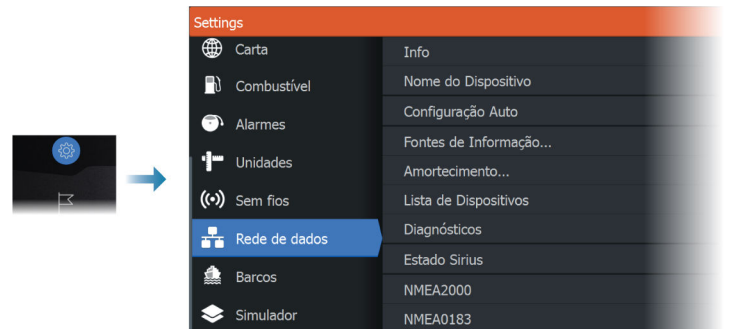 Settings
Carta
Combustível
Alarmes
Unidades
Sem fios
Rede de dados
Barcos
Simulador
Info
Nome do Dispositivo
Configuração Auto
Fontes de Informação...
Amortecimento...
Lista de Dispositivos
Diagnósticos
Estado Sirius
NMEA2000
NMEA0183